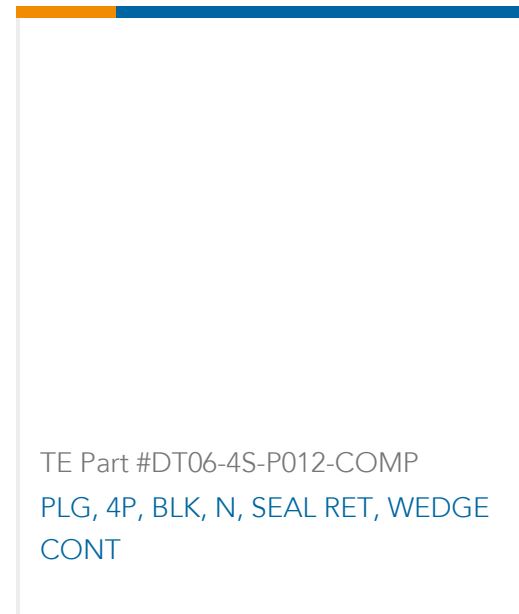 TE Part #DT06-4S-P012-COMP
PLG, 4P, BLK, N, SEAL RET, WEDGE
CONT